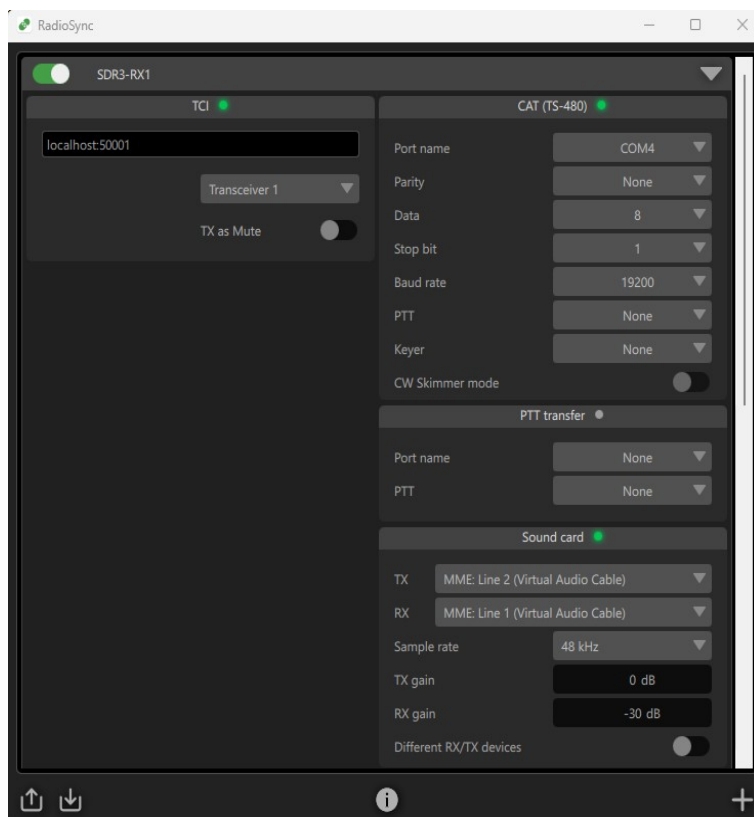 RadioSync
SDR3-RX1
TCI
localhost:50001
Transceiver 1
TX as Mute
CAT (TS-480)
Port name COM4
Parity None
Data 8
Stop bit 1
Baud rate 19200
PTT None
Keyer None
CW Skimmer mode
PTT transfer
Port name None
PTT None
Sound card
TX MME: Line 2 (Virtual Audio Cable)
RX MME: Line 1 (Virtual Audio Cable)
Sample rate 48 kHz
TX gain 0 dB
RX gain -30 dB
Different RX/TX devices